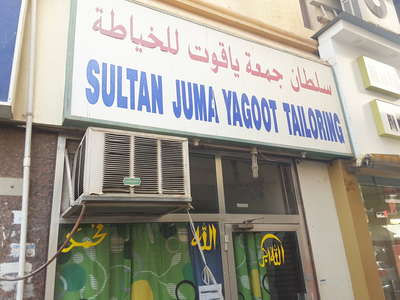 سلطان جمعة ياقوت للخياطة
SULTAN JUMA YAGOOT TAILORING
محمد
الله